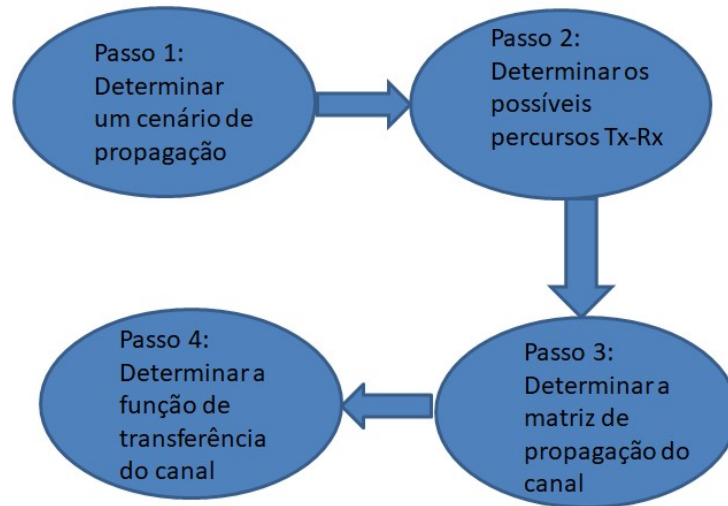 Passo 1:
Determinar
um cenário de
propagação
Passo 2:
Determinar os
possíveis
percursos Tx-Rx
Passo 3:
Determinar a
matriz de
propagação do
canal
Passo 4:
Determinar a
função de
transferência
do canal